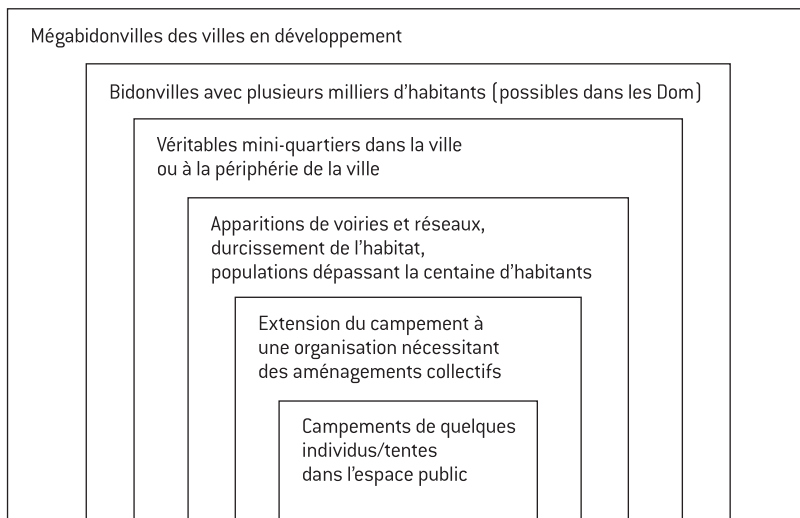 Mégabidonvilles des villes en développement
Bidonvilles avec plusieurs milliers d’habitants (possibles dans les Dom)
Véritables mini-quartiers dans la ville
ou à la périphérie de la ville
Apparitions de voiries et réseaux,
durcissement de l’habitat,
populations dépassant la centaine d’habitants
Extension du campement à
une organisation nécessitant
des aménagements collectifs
Campements de quelques
individus/tentes
dans l’espace public